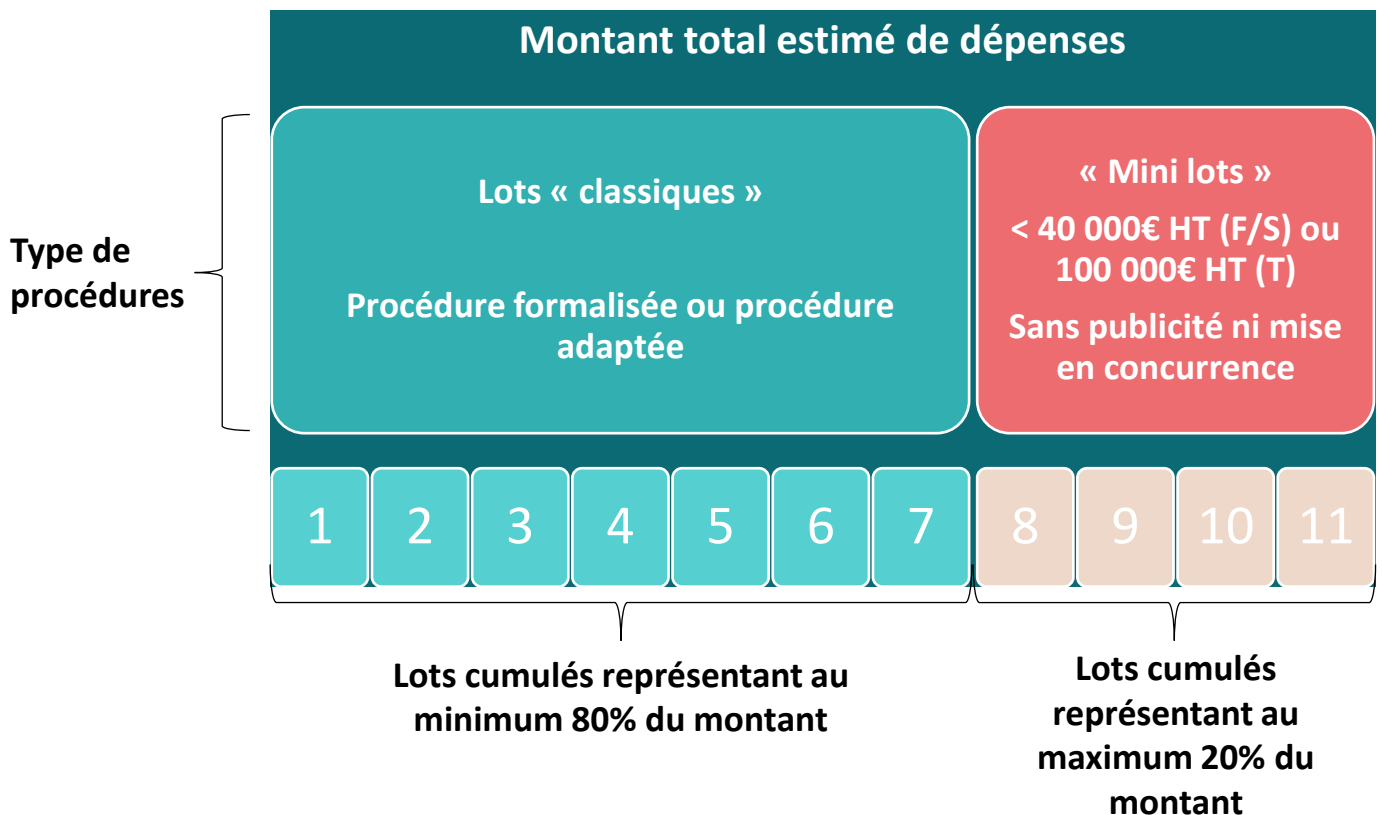 Montant total estimé de dépenses
Type de
procédures
Lots « classiques »
Procédure formalisée ou procédure
adaptée
« Mini lots »
< 40 000€ HT (F/S) ou
100 000€ HT (T)
Sans publicité ni mise
en concurrence
1 2 3 4 5 6 7 8 9 10 11
Lots cumulés représentant au
minimum 80% du montant
Lots cumulés
représentant au
maximum 20% du
montant